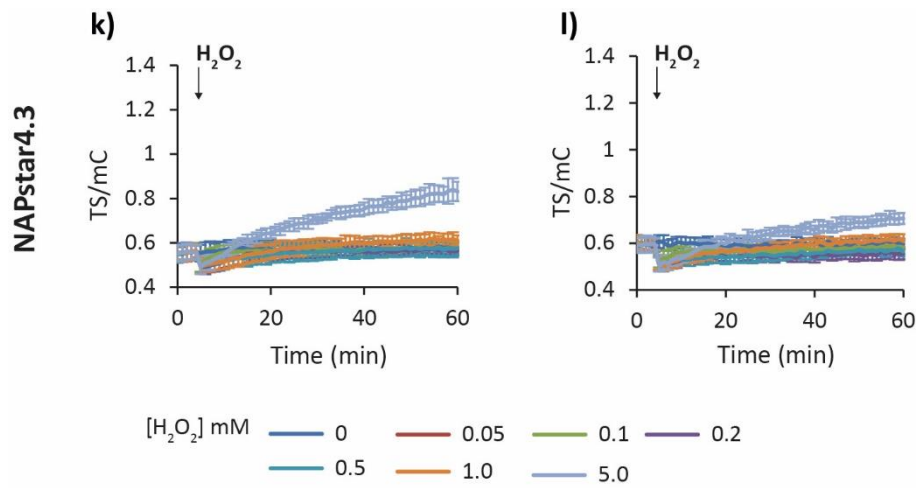 k)
H₂O₂
1.4
1.2
1
0.8
0.6
0.4
TS/mC
0 20 40 60
Time (min)
l)
H₂O₂
1.4
1.2
1
0.8
0.6
0.4
TS/mC
0 20 40 60
Time (min)
NAPstar4.3
[H₂O₂] mM
0 0.05 0.1 0.2
0.5 1.0 5.0